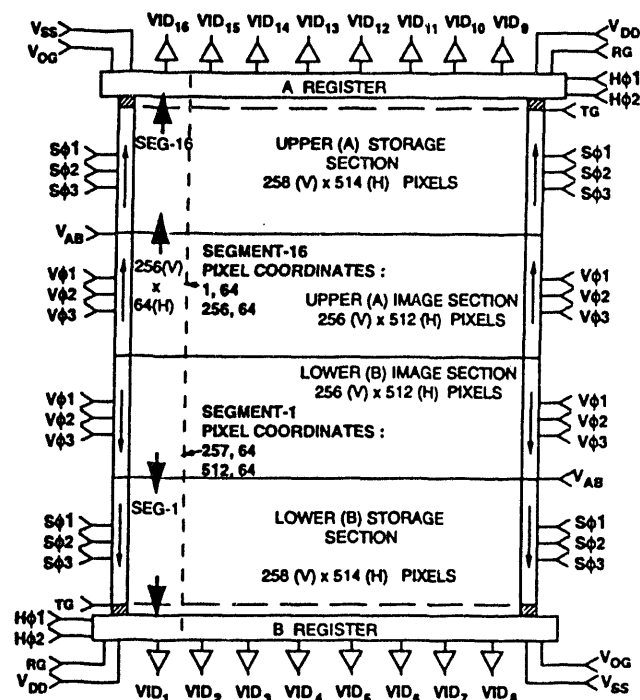 VID16 VID15 VID14 VID13 VID12 VID11 VID10 VID9
VSS
VOG
VDD
RG
A REGISTER
Hφ1
Hφ2
TG
SEG-16
UPPER (A) STORAGE
SECTION
258 (V) x 514 (H) PIXELS
Sφ1
Sφ2
Sφ3
Sφ1
Sφ2
Sφ3
VAB
256(V)
x
64(H)
SEGMENT-16
PIXEL COORDINATES :
1, 64
256, 64
Vφ1
Vφ2
Vφ3
UPPER (A) IMAGE SECTION
256 (V) x 512 (H) PIXELS
Vφ1
Vφ2
Vφ3
LOWER (B) IMAGE SECTION
256 (V) x 512 (H) PIXELS
Vφ1
Vφ2
Vφ3
SEGMENT-1
PIXEL COORDINATES :
257, 64
512, 64
Vφ1
Vφ2
Vφ3
VAB
SEG-1
LOWER (B) STORAGE
SECTION
258 (V) x 514 (H) PIXELS
Sφ1
Sφ2
Sφ3
Sφ1
Sφ2
Sφ3
TG
Hφ1
Hφ2
B REGISTER
RG
VDD
VOG
VSS
VID1 VID2 VID3 VID4 VID5 VID6 VID7 VID8